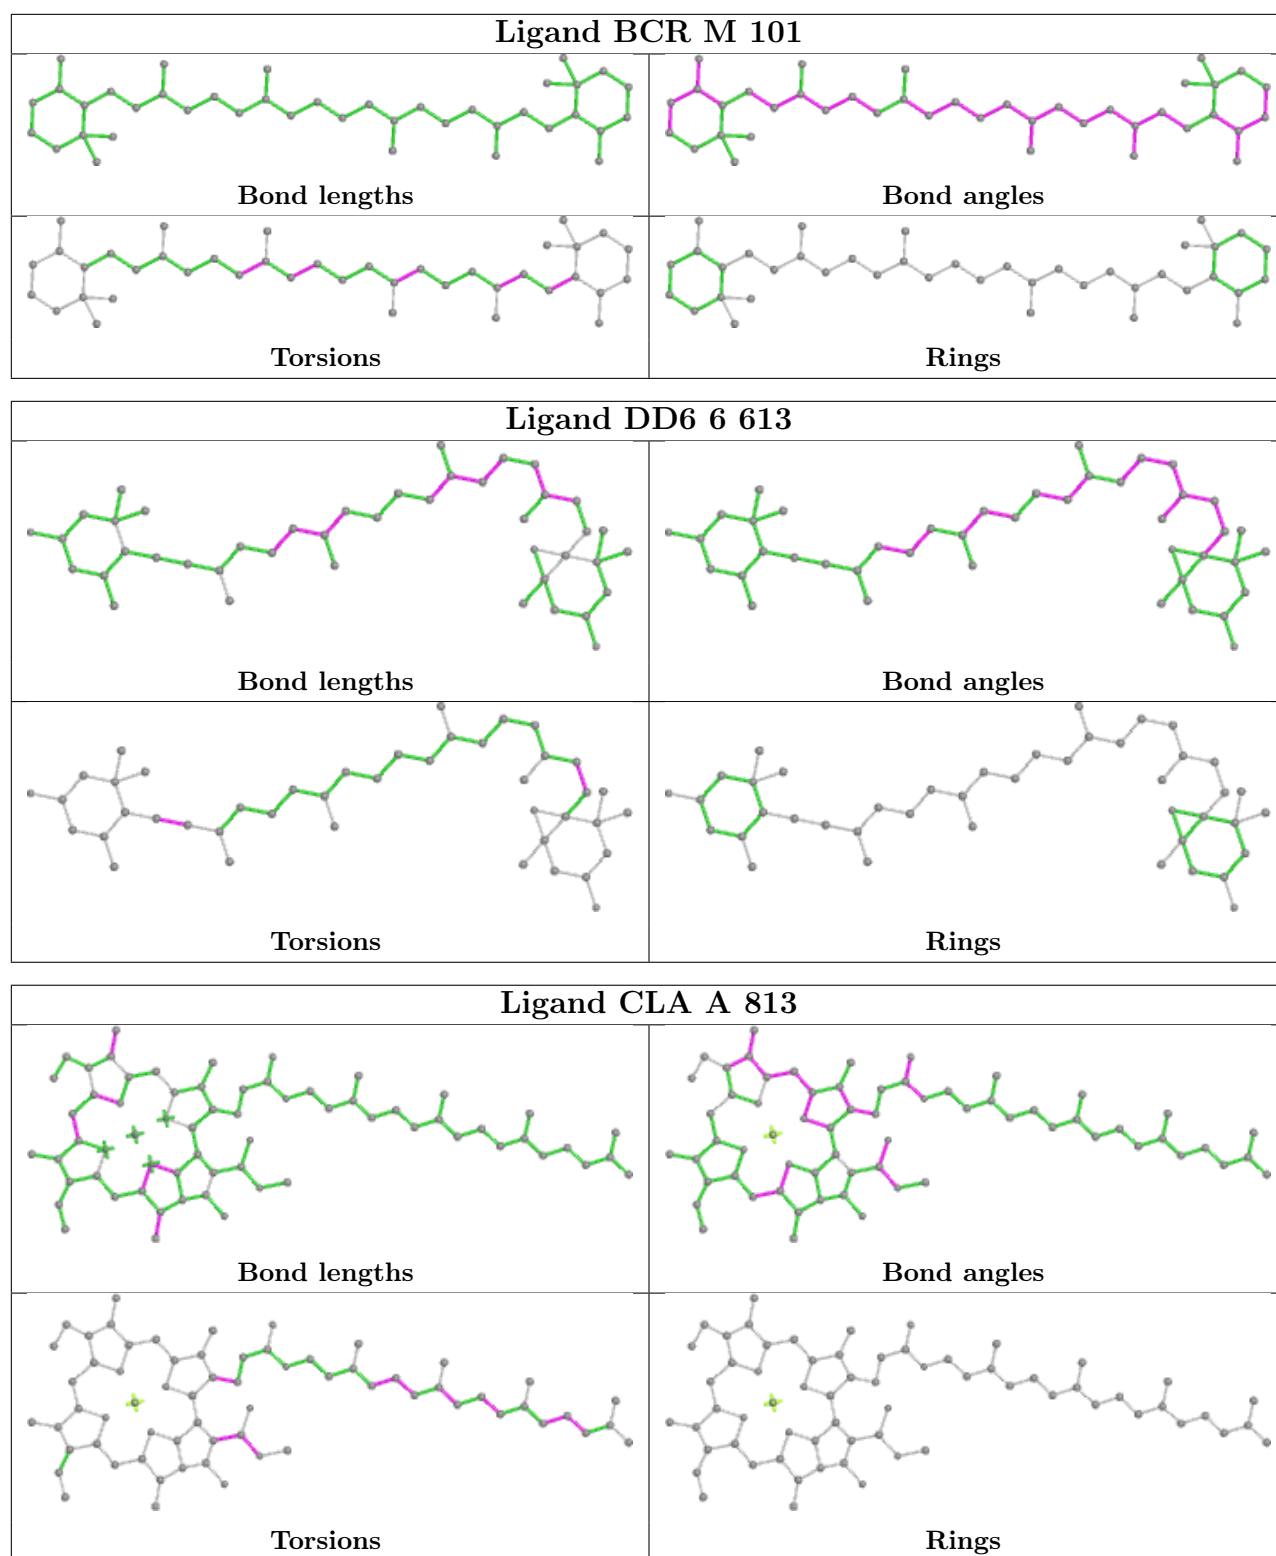 Ligand BCR M 101
Bond lengths
Bond angles
Torsions
Rings
Ligand DD6 6 613
Bond lengths
Bond angles
Torsions
Rings
Ligand CLA A 813
Bond lengths
Bond angles
Torsions
Rings